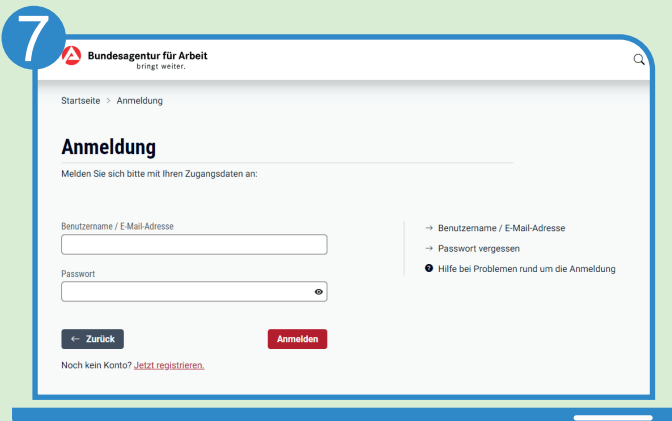 7
Bundesagentur für Arbeit
bringt weiter.
Startseite > Anmeldung
Anmeldung
Melden Sie sich bitte mit Ihren Zugangsdaten an:
Benutzername / E-Mail-Adresse
→ Benutzername / E-Mail-Adresse
→ Passwort vergessen
Passwort
? Hilfe bei Problemen rund um die Anmeldung
← Zurück
Anmelden
Noch kein Konto? Jetzt registrieren.